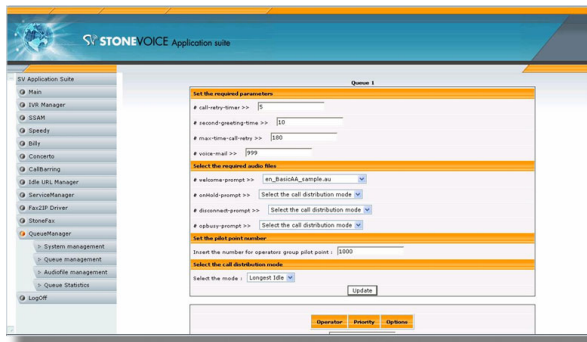 STONEVOICE Application suite
SV Application Suite
Main
IVR Manager
SSAM
Speedy
Billy
Concerto
CallBarring
Idle URL Manager
ServiceManager
Fax2IP Driver
StoneFax
QueueManager
> System management
> Queue management
> Audiofile management
> Queue Statistics
LogOff
Queue 1
Set the required parameters
# call-retry-timer >> 5
# second-greeting-time >> 10
# max-time-call-retry >> 180
# voice-mail >> 999
Select the required audio files
# welcome-prompt >> en_BasicAA_sample.au
# onHold-prompt >> Select the call distribution mode
# disconnect-prompt >> Select the call distribution mode
# opbusy-prompt >> Select the call distribution mode
Set the pilot point number
Insert the number for operators group pilot point : 1000
Select the call distribution mode
Select the mode : Longest Idle
Update
Operator Priority Options